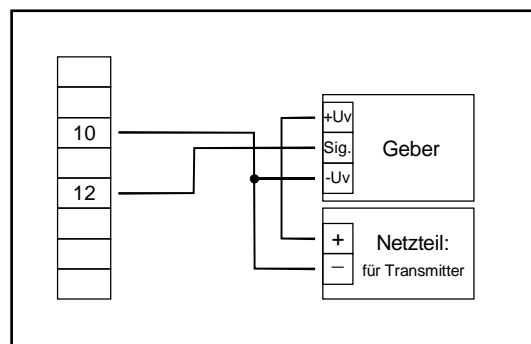 10
12
+Uv
Sig.
-Uv
Geber
+
−
Netzteil:
für Transmitter